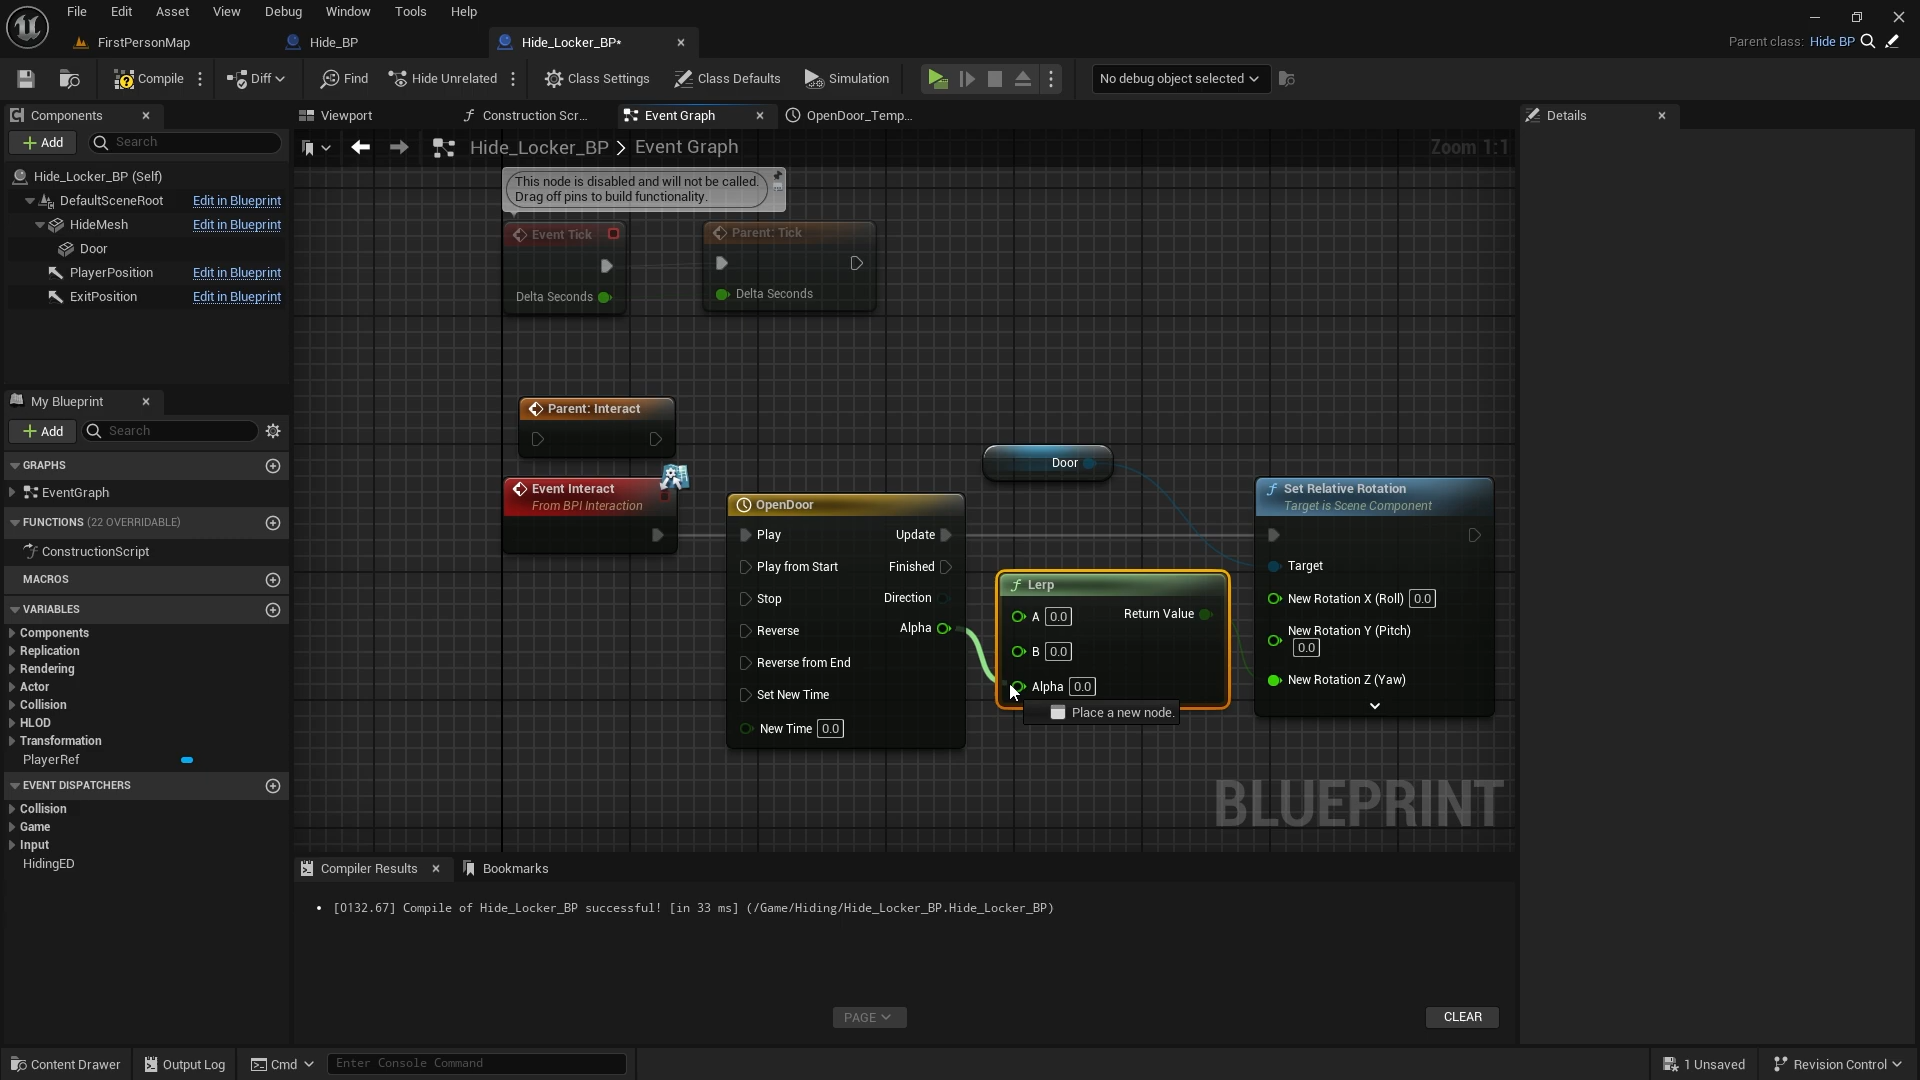 File Edit Asset View Debug Window Tools Help
FirstPersonMap Hide_BP Hide_Locker_BP* Parent class: Hide BP
Compile Diff Find Hide Unrelated Class Settings Class Defaults Simulation No debug object selected
Components Viewport Construction Scr... Event Graph OpenDoor_Temp... Details
Add Search Hide_Locker_BP > Event Graph Zoom 1:1
Hide_Locker_BP (Self)
DefaultSceneRoot Edit in Blueprint
HideMesh Edit in Blueprint
Door
PlayerPosition Edit in Blueprint
ExitPosition Edit in Blueprint
This node is disabled and will not be called.
Drag off pins to build functionality.
Event Tick Parent: Tick
Delta Seconds Delta Seconds
Parent: Interact
Event Interact
From BPI Interaction
OpenDoor
Play Update
Play from Start Finished
Stop Direction
Reverse Alpha
Reverse from End
Set New Time
New Time 0.0
Door
Lerp
A 0.0 Return Value
B 0.0
Alpha 0.0
Place a new node.
Set Relative Rotation
Target is Scene Component
Target
New Rotation X (Roll) 0.0
New Rotation Y (Pitch)
0.0
New Rotation Z (Yaw)
BLUEPRINT
My Blueprint
Add Search
GRAPHS
EventGraph
FUNCTIONS (22 OVERRIDABLE)
ConstructionScript
MACROS
VARIABLES
Components
Replication
Rendering
Actor
Collision
HLOD
Transformation
PlayerRef
EVENT DISPATCHERS
Collision
Game
Input
HidingED
Compiler Results Bookmarks
[0132.67] Compile of Hide_Locker_BP successful! [in 33 ms] (/Game/Hiding/Hide_Locker_BP.Hide_Locker_BP)
PAGE CLEAR
Content Drawer Output Log Cmd Enter Console Command 1 Unsaved Revision Control